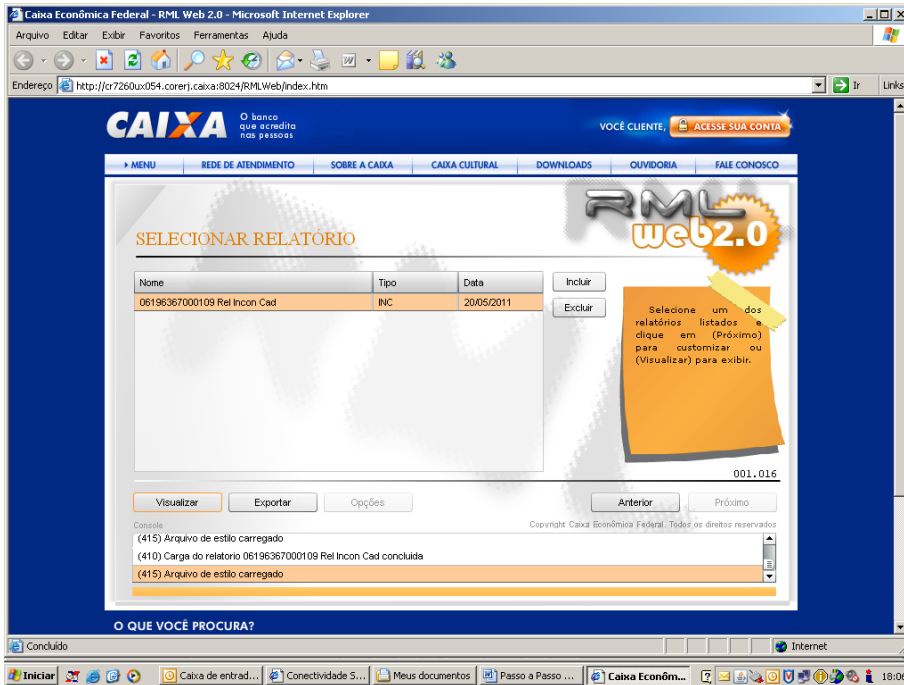 Caixa Econômica Federal - RML Web 2.0 - Microsoft Internet Explorer
Arquivo Editar Exibir Favoritos Ferramentas Ajuda
Endereço http://cr7260ux054.corerj.caixa:8024/RMLWeb/index.htm Ir Links
CAIXA
O banco
que acredita
nas pessoas
VOCÊ CLIENTE, ACESSE SUA CONTA
MENU REDE DE ATENDIMENTO SOBRE A CAIXA CAIXA CULTURAL DOWNLOADS OUVIDORIA FALE CONOSCO
RML
web2.0
SELECIONAR RELATÓRIO
Nome Tipo Data
06196367000109 Rel Incon Cad INC 20/05/2011
Incluir
Excluir
Selecione um dos
relatórios listados e
clique em (Próximo)
para customizar ou
(Visualizar) para exibir.
001.016
Visualizar Exportar Opções Anterior Próximo
Console Copyright Caixa Econômica Federal. Todos os direitos reservados
(415) Arquivo de estilo carregado
(410) Carga do relatorio 06196367000109 Rel Incon Cad concluida
(415) Arquivo de estilo carregado
O QUE VOCÊ PROCURA?
Concluído Internet
Iniciar Caixa de entrad... Conectividade S... Meus documentos Passo a Passo ... Caixa Econôm... 18:06